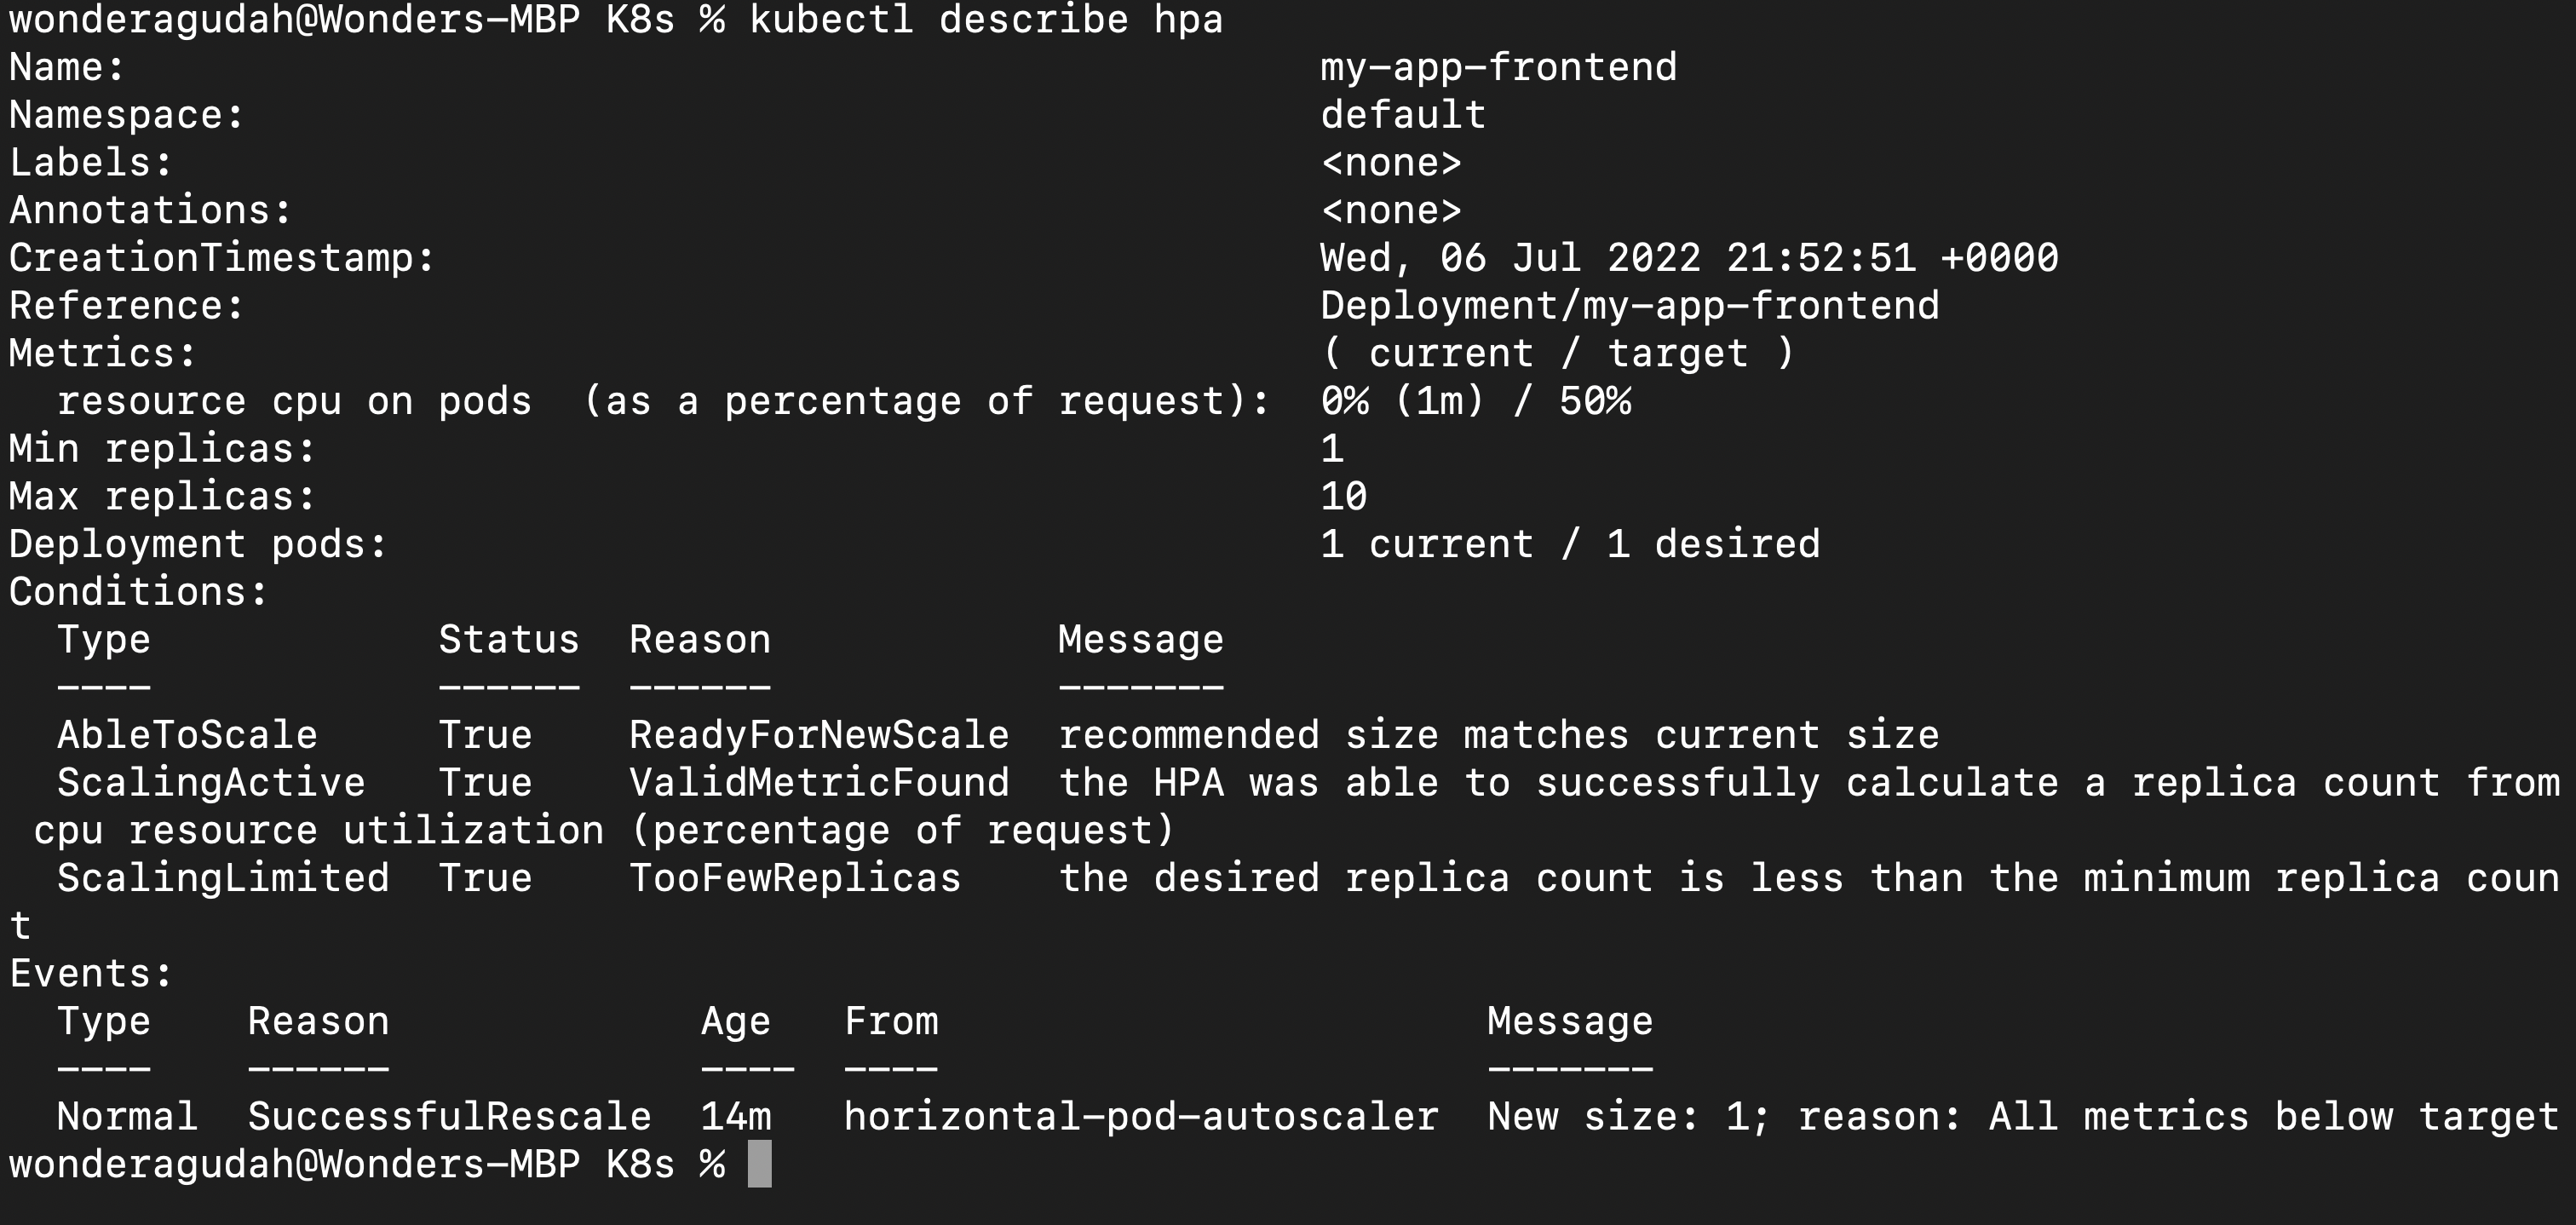 wonderagudah@Wonders-MBP K8s % kubectl describe hpa
Name: my-app-frontend
Namespace: default
Labels: <none>
Annotations: <none>
CreationTimestamp: Wed, 06 Jul 2022 21:52:51 +0000
Reference: Deployment/my-app-frontend
Metrics: ( current / target )
  resource cpu on pods  (as a percentage of request): 0% (1m) / 50%
Min replicas: 1
Max replicas: 10
Deployment pods: 1 current / 1 desired
Conditions:
  Type            Status  Reason            Message
  ----            ------  ------            -------
  AbleToScale     True    ReadyForNewScale  recommended size matches current size
  ScalingActive   True    ValidMetricFound  the HPA was able to successfully calculate a replica count from
 cpu resource utilization (percentage of request)
  ScalingLimited  True    TooFewReplicas    the desired replica count is less than the minimum replica coun
t
Events:
  Type    Reason             Age   From                       Message
  ----    ------             ----  ----                       -------
  Normal  SuccessfulRescale  14m   horizontal-pod-autoscaler  New size: 1; reason: All metrics below target
wonderagudah@Wonders-MBP K8s %